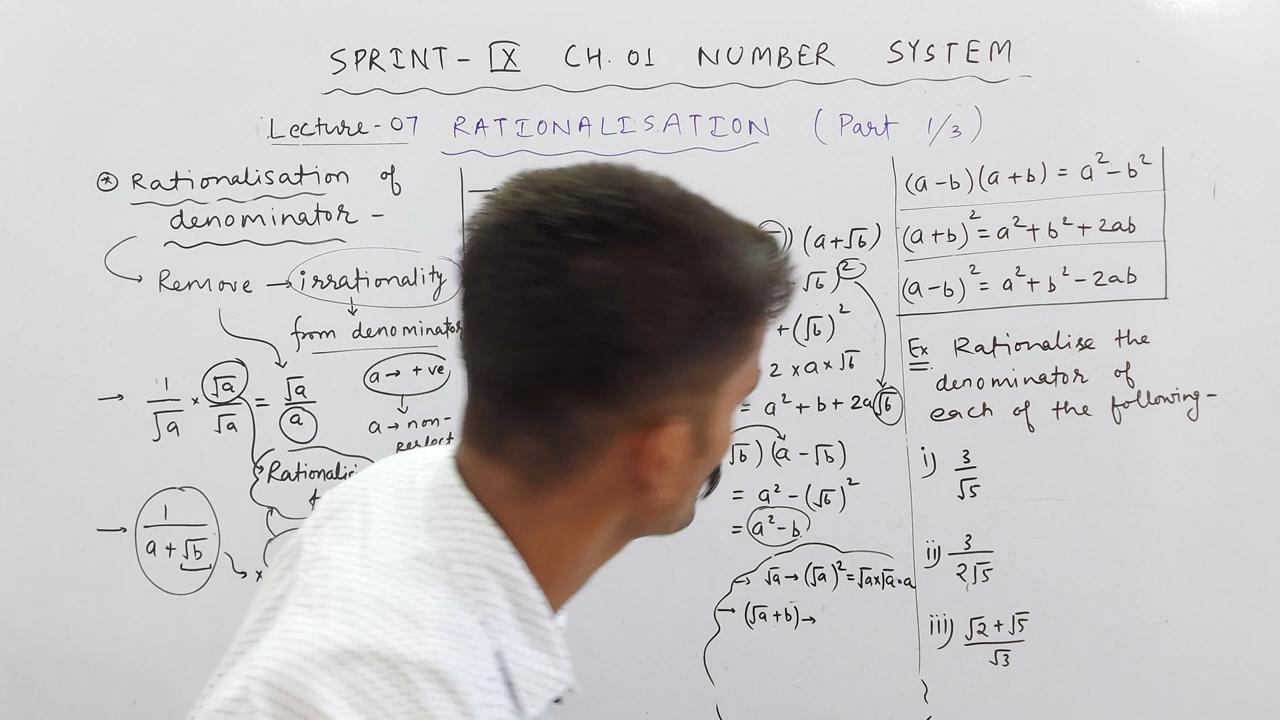 SPRINT- IX CH. 01 NUMBER SYSTEM
Lecture-07 RATIONALISATION (Part 1/3)
⊛ Rationalisation of
denominator -
Remove → irrationality
from denominator
a → +ve
a → non-
perfect
→ 1/√a × √a/√a = √a/a
→ 1/(a + √b)
×
) (a+√b)
√b)²
+ (√b)²
2 × a × √b
= a² + b + 2a√b
√b) (a - √b)
= a² - (√b)²
= a² - b
→ √a → (√a)² = √a×√a = a
→ (√a + b) →
(a-b)(a+b) = a² - b²
(a+b)² = a² + b² + 2ab
(a-b)² = a² + b² - 2ab
Ex Rationalise the
denominator of
each of the following -
i) 3/√5
ii) 3/2√5
iii) √2 + √5/√3